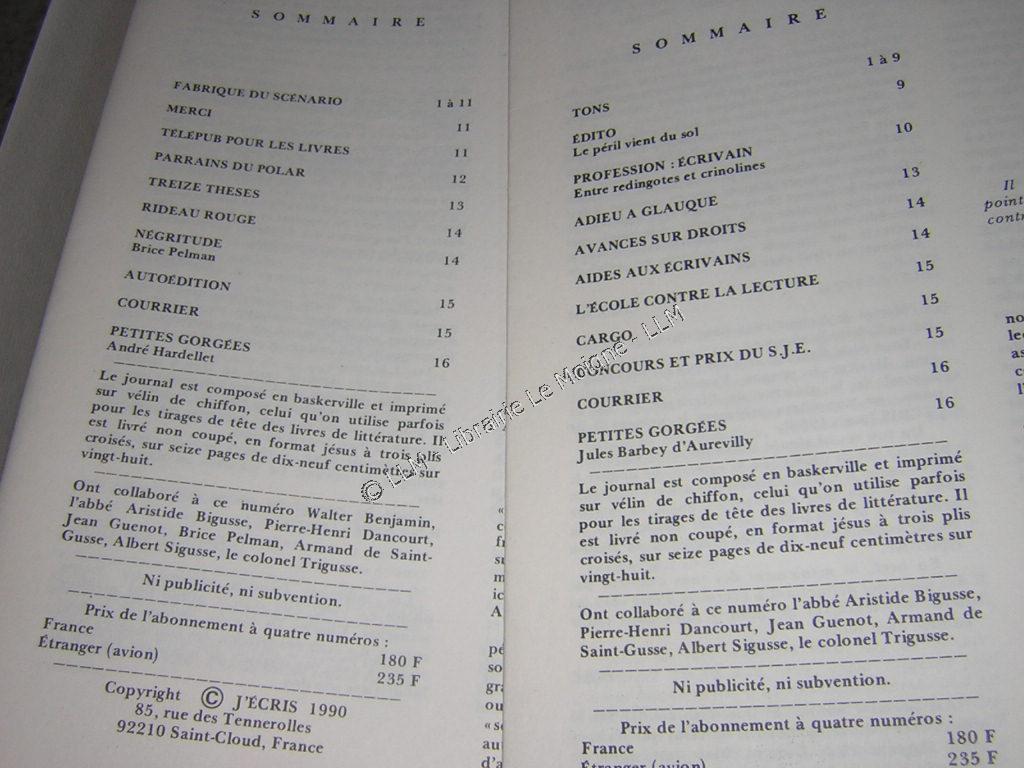 SOMMAIRE
FABRIQUE DU SCÉNARIO 1 à 11
MERCI 11
TÉLÉPUB POUR LES LIVRES 11
PARRAINS DU POLAR 12
TREIZE THESES 13
RIDEAU ROUGE 14
NÉGRITUDE 14
Brice Pelman
AUTOÉDITION 15
COURRIER 15
PETITES GORGÉES 16
André Hardellet
Le journal est composé en baskerville et imprimé
sur vélin de chiffon, celui qu'on utilise parfois
pour les tirages de tête des livres de littérature. Il
est livré non coupé, en format jésus à trois plis
croisés, sur seize pages de dix-neuf centimètres sur
vingt-huit.
Ont collaboré à ce numéro Walter Benjamin,
l'abbé Aristide Bigusse, Pierre-Henri Dancourt,
Jean Guenot, Brice Pelman, Armand de Saint-
Gusse, Albert Sigusse, le colonel Trigusse.
Ni publicité, ni subvention.
Prix de l'abonnement à quatre numéros :
France 180 F
Étranger (avion) 235 F
Copyright © J'ÉCRIS 1990
85, rue des Tennerolles
92210 Saint-Cloud, France
SOMMAIRE
TONS 1 à 9
ÉDITO 9
Le péril vient du sol
PROFESSION : ÉCRIVAIN 10
Entre redingotes et crinolines
ADIEU A GLAUQUE 13
AVANCES SUR DROITS 14
AIDES AUX ÉCRIVAINS 14
L'ÉCOLE CONTRE LA LECTURE 15
CARGO 15
CONCOURS ET PRIX DU S.J.E. 15
COURRIER 16
PETITES GORGÉES 16
Jules Barbey d'Aurevilly
Le journal est composé en baskerville et imprimé
sur vélin de chiffon, celui qu'on utilise parfois
pour les tirages de tête des livres de littérature. Il
est livré non coupé, en format jésus à trois plis
croisés, sur seize pages de dix-neuf centimètres sur
vingt-huit.
Ont collaboré à ce numéro l'abbé Aristide Bigusse,
Pierre-Henri Dancourt, Jean Guenot, Armand de
Saint-Gusse, Albert Sigusse, le colonel Trigusse.
Ni publicité, ni subvention.
Prix de l'abonnement à quatre numéros :
France 180 F
Étranger (avion) 235 F
Il
point
contr
© LLM - Librairie Le Moigne - LLM